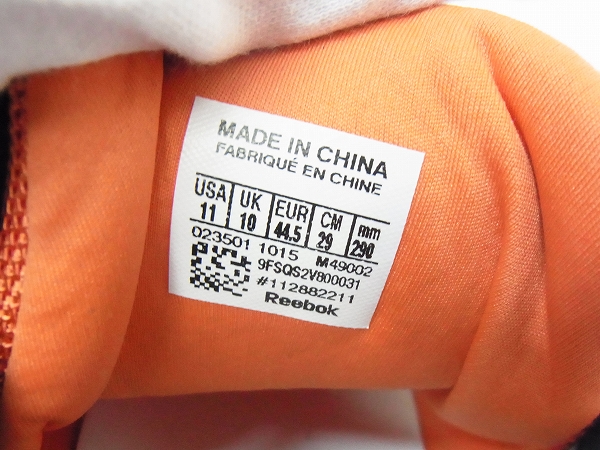 MADE IN CHINA
FABRIQUÉ EN CHINE
USA UK EUR CM mm
11 10 44.5 29 290
023501 1015 M49002
9FSQS2V800031
#112882211
Reebok